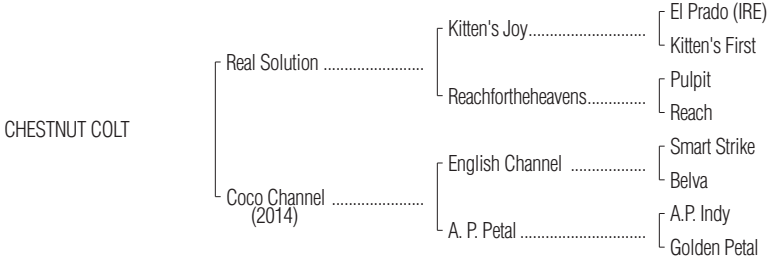 El Prado (IRE)
Kitten's Joy..............................
Kitten's First
Real Solution .........................
Pulpit
Reachfortheheavens...............
Reach
CHESTNUT COLT
Smart Strike
English Channel ...................
Belva
Coco Channel .......................
(2014)
A.P. Indy
A. P. Petal ................................
Golden Petal